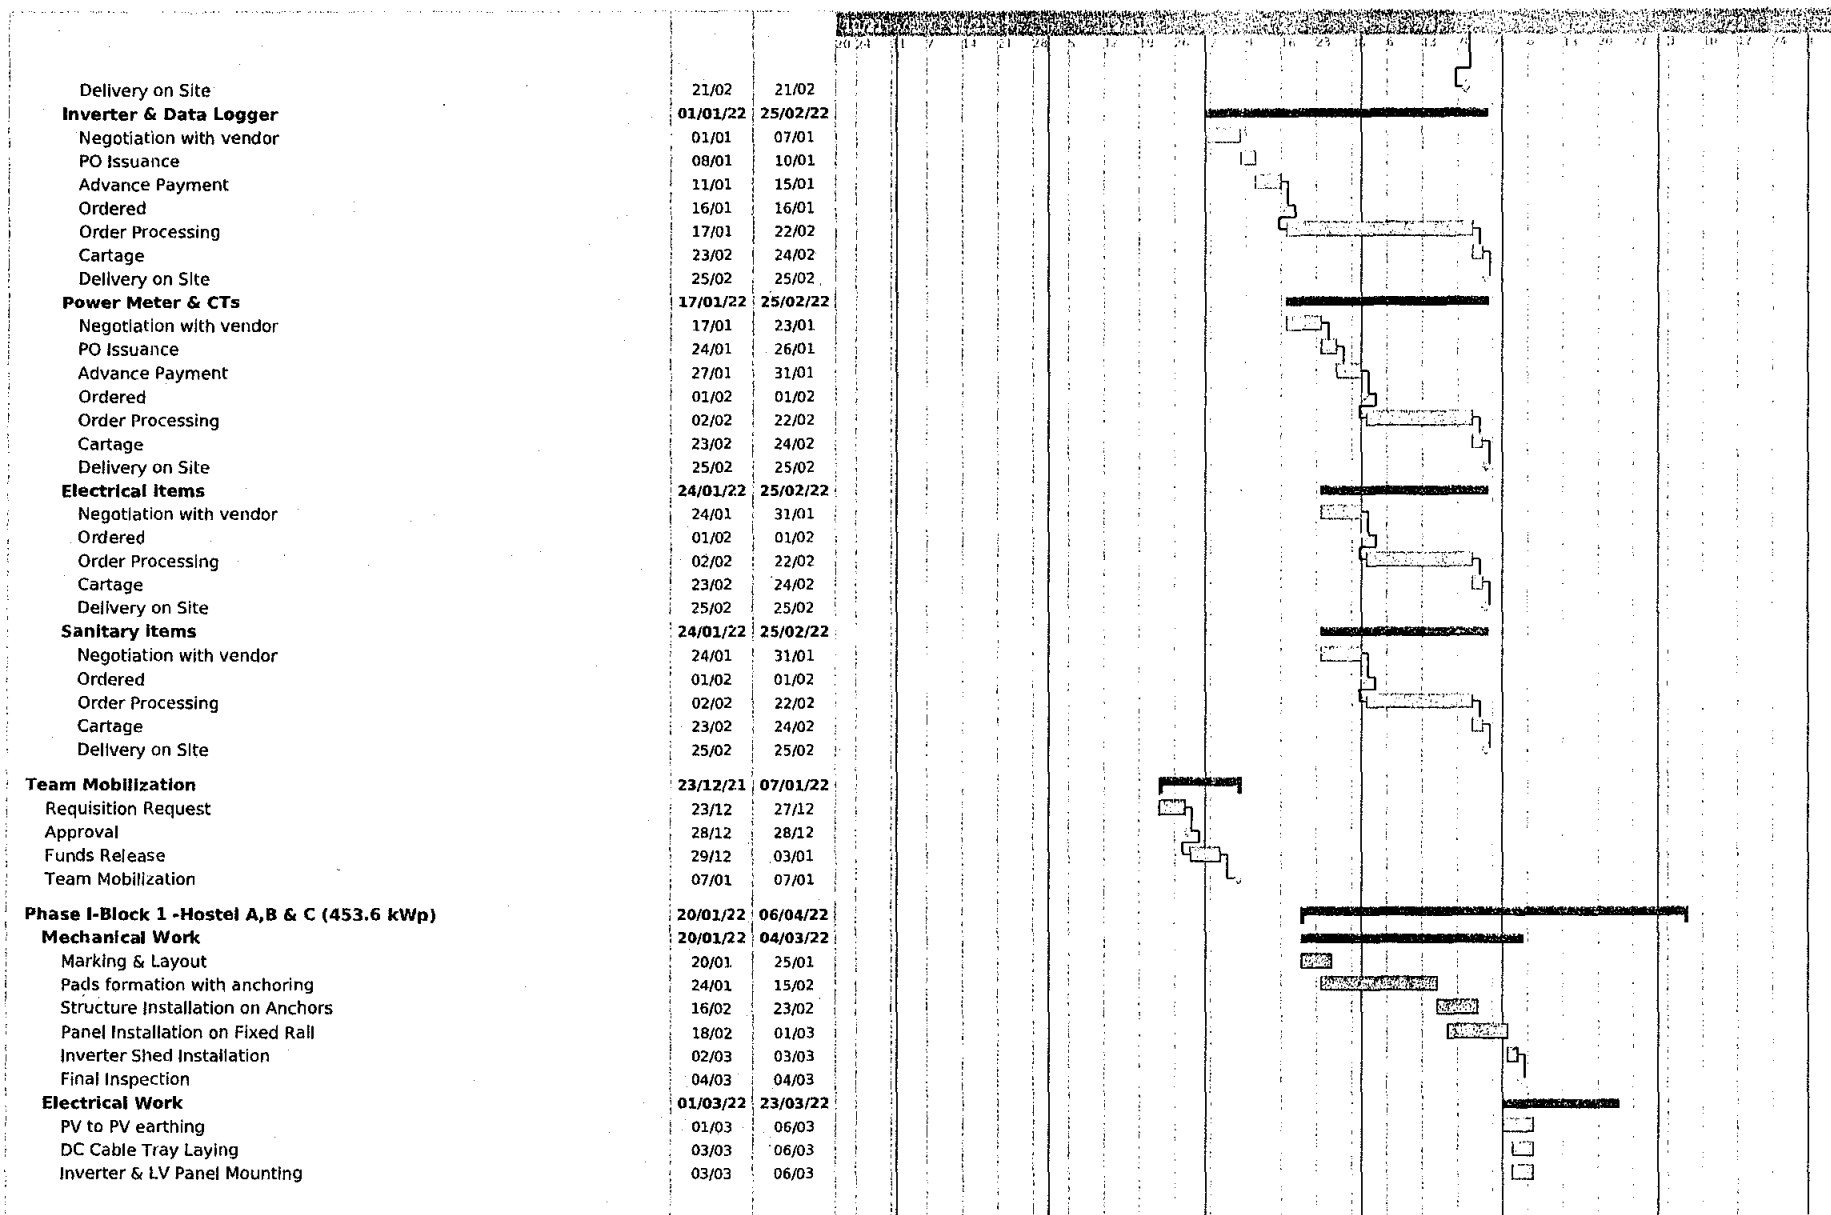 Delivery on Site 21/02 21/02
Inverter & Data Logger 01/01/22 25/02/22
Negotiation with vendor 01/01 07/01
PO Issuance 08/01 10/01
Advance Payment 11/01 15/01
Ordered 16/01 16/01
Order Processing 17/01 22/02
Cartage 23/02 24/02
Delivery on Site 25/02 25/02
Power Meter & CTs 17/01/22 25/02/22
Negotiation with vendor 17/01 23/01
PO Issuance 24/01 26/01
Advance Payment 27/01 31/01
Ordered 01/02 01/02
Order Processing 02/02 22/02
Cartage 23/02 24/02
Delivery on Site 25/02 25/02
Electrical items 24/01/22 25/02/22
Negotiation with vendor 24/01 31/01
Ordered 01/02 01/02
Order Processing 02/02 22/02
Cartage 23/02 24/02
Delivery on Site 25/02 25/02
Sanitary items 24/01/22 25/02/22
Negotiation with vendor 24/01 31/01
Ordered 01/02 01/02
Order Processing 02/02 22/02
Cartage 23/02 24/02
Delivery on Site 25/02 25/02
Team Mobilization 23/12/21 07/01/22
Requisition Request 23/12 27/12
Approval 28/12 28/12
Funds Release 29/12 03/01
Team Mobilization 07/01 07/01
Phase I-Block 1 -Hostel A,B & C (453.6 kWp) 20/01/22 06/04/22
Mechanical Work 20/01/22 04/03/22
Marking & Layout 20/01 25/01
Pads formation with anchoring 24/01 15/02
Structure Installation on Anchors 16/02 23/02
Panel Installation on Fixed Rail 18/02 01/03
Inverter Shed Installation 02/03 03/03
Final Inspection 04/03 04/03
Electrical Work 01/03/22 23/03/22
PV to PV earthing 01/03 06/03
DC Cable Tray Laying 03/03 06/03
Inverter & LV Panel Mounting 03/03 06/03